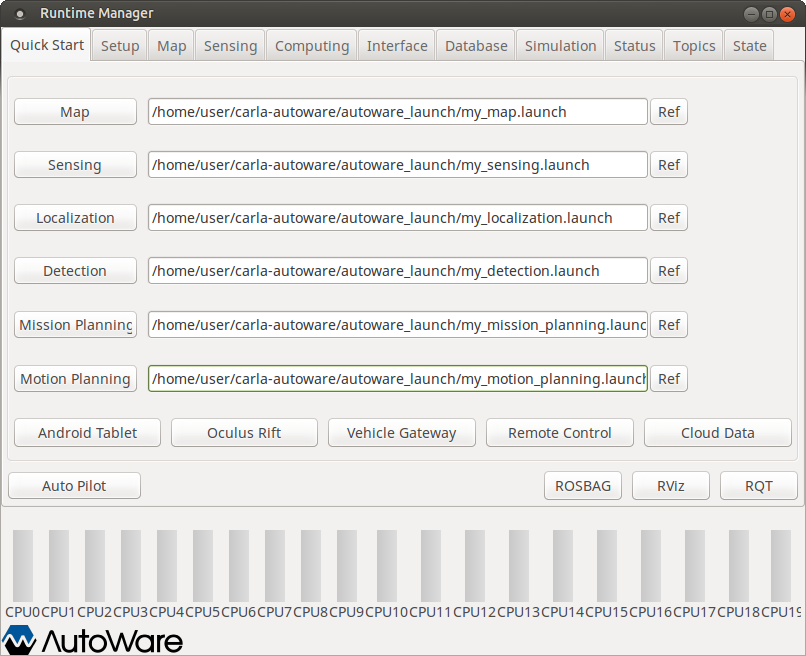 Runtime Manager
Quick Start Setup Map Sensing Computing Interface Database Simulation Status Topics State
Map /home/user/carla-autoware/autoware_launch/my_map.launch Ref
Sensing /home/user/carla-autoware/autoware_launch/my_sensing.launch Ref
Localization /home/user/carla-autoware/autoware_launch/my_localization.launch Ref
Detection /home/user/carla-autoware/autoware_launch/my_detection.launch Ref
Mission Planning /home/user/carla-autoware/autoware_launch/my_mission_planning.launc Ref
Motion Planning /home/user/carla-autoware/autoware_launch/my_motion_planning.launch Ref
Android Tablet Oculus Rift Vehicle Gateway Remote Control Cloud Data
Auto Pilot ROSBAG RViz RQT
CPU0 CPU1 CPU2 CPU3 CPU4 CPU5 CPU6 CPU7 CPU8 CPU9 CPU10 CPU11 CPU12 CPU13 CPU14 CPU15 CPU16 CPU17 CPU18 CPU19
AutoWare